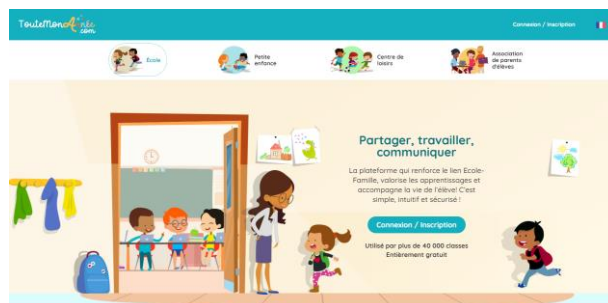 TouteMonAnnée
.com
Connexion / Inscription
Ecole
Petite
enfance
Centre de
loisirs
Association
de parents
d'élèves
Partager, travailler,
communiquer
La plateforme qui renforce le lien Ecole-
Famille, valorise les apprentissages et
accompagne la vie de l'élève! C'est
simple, intuitif et sécurisé !
Connexion / Inscription
Utilisé par plus de 40 000 classes
Entièrement gratuit